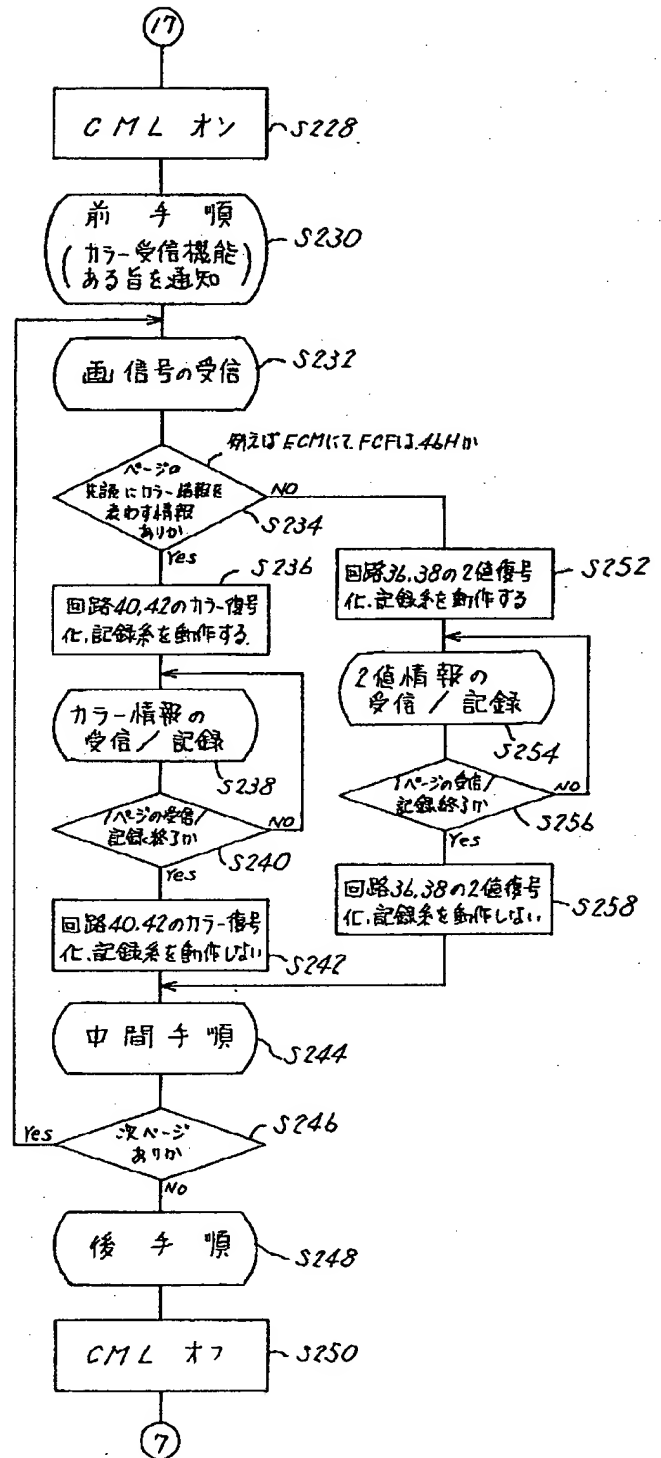 17
CML オン
S228
前手順
(カラー受信機能
ある旨を通知)
S230
画信号の受信
S232
例えばECMにてFCFは46Hか
ページの
先頭にカラー情報を
表わす情報
ありか
S234
NO
Yes
S236
回路40,42のカラー復号
化、記録系を動作する
カラー情報の
受信/記録
S238
1ページの受信/
記録終了か
NO
S240
Yes
回路40,42のカラー復号
化、記録系を動作しない
S242
回路36,38の2値復号
化、記録系を動作する
S252
2値情報の
受信/記録
S254
1ページの受信/
記録終了か
NO
S256
Yes
回路36,38の2値復号
化、記録系を動作しない
S258
中間手順
S244
次ページ
ありか
S246
Yes
NO
後手順
S248
CML オフ
S250
7